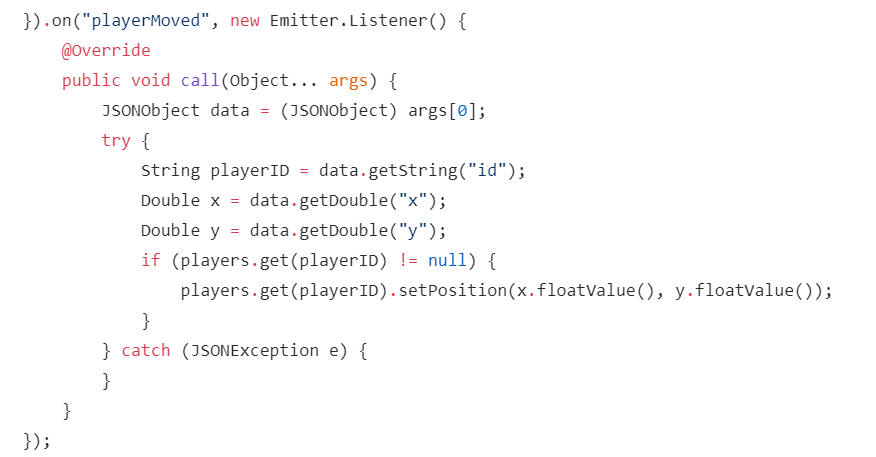 }).on("playerMoved", new Emitter.Listener() {
    @Override
    public void call(Object... args) {
        JSONObject data = (JSONObject) args[0];
        try {
            String playerID = data.getString("id");
            Double x = data.getDouble("x");
            Double y = data.getDouble("y");
            if (players.get(playerID) != null) {
                players.get(playerID).setPosition(x.floatValue(), y.floatValue());
            }
        } catch (JSONException e) {
        }
    }
});